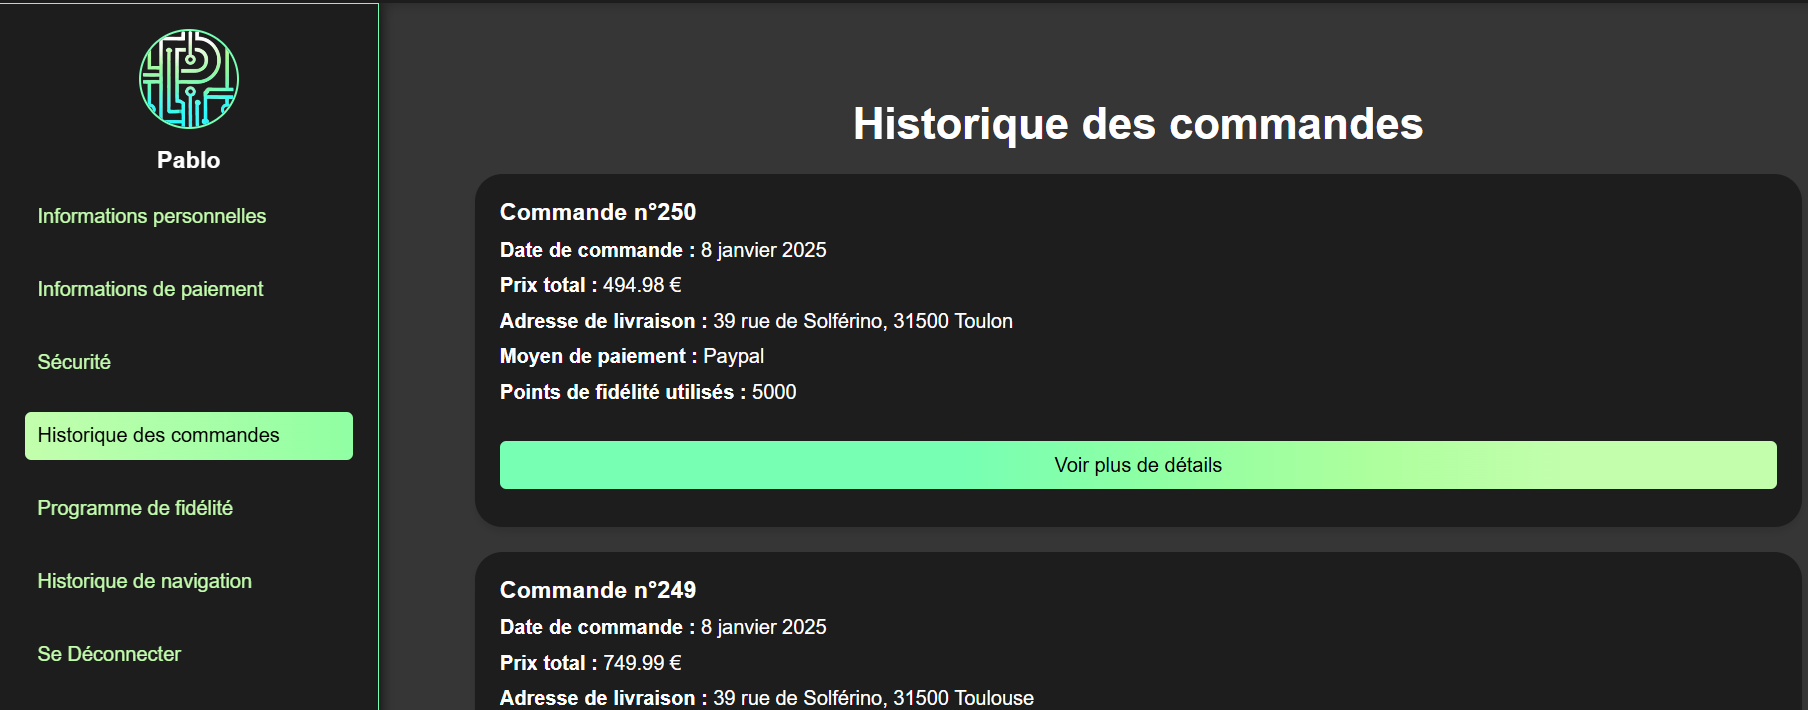 Pablo
Informations personnelles
Informations de paiement
Sécurité
Historique des commandes
Programme de fidélité
Historique de navigation
Se Déconnecter
Historique des commandes
Commande n°250
Date de commande : 8 janvier 2025
Prix total : 494.98 €
Adresse de livraison : 39 rue de Solférino, 31500 Toulon
Moyen de paiement : Paypal
Points de fidélité utilisés : 5000
Voir plus de détails
Commande n°249
Date de commande : 8 janvier 2025
Prix total : 749.99 €
Adresse de livraison : 39 rue de Solférino, 31500 Toulouse